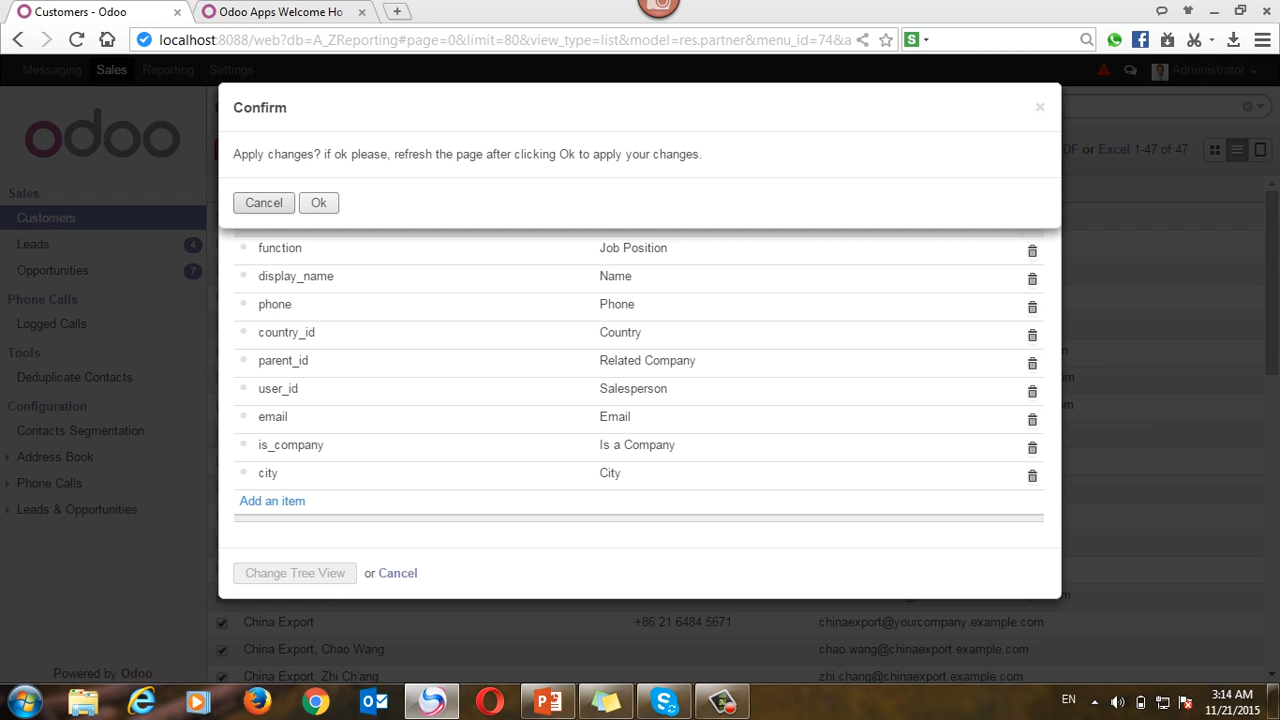 Customers - Odoo × Odoo Apps Welcome Ho × +
localhost:8088/web?db=A_ZReporting#page=0&limit=80&view_type=list&model=res.partner&menu_id=74&a S
Messaging Sales Reporting Settings Administrator
Confirm ×
Apply changes? if ok please, refresh the page after clicking Ok to apply your changes.
Cancel Ok
odoo
DF or Excel 1-47 of 47
Sales
Customers
Leads 4
Opportunities 7
Phone Calls
Logged Calls
Tools
Deduplicate Contacts
Configuration
Contacts Segmentation
Address Book
Phone Calls
Leads & Opportunities
Powered by Odoo
function Job Position
display_name Name
phone Phone
country_id Country
parent_id Related Company
user_id Salesperson
email Email
is_company Is a Company
city City
Add an item
Change Tree View or Cancel
China Export +86 21 6484 5671 chinaexport@yourcompany.example.com
China Export, Chao Wang chao.wang@chinaexport.example.com
China Export, Zhi Ch'ang zhi.chang@chinaexport.example.com
EN 3:14 AM
11/21/2015